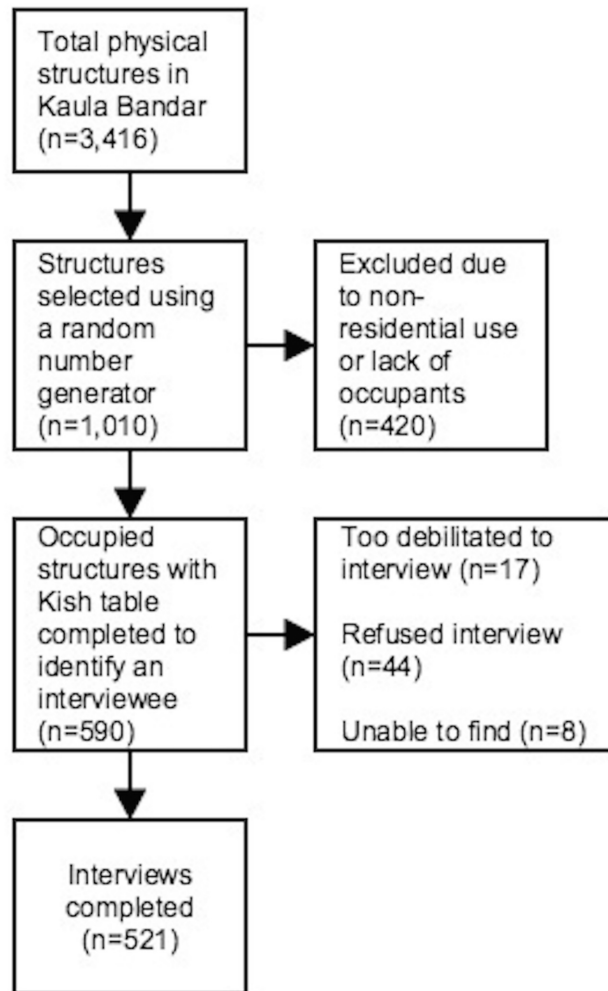 Total physical
structures in
Kaula Bandar
(n=3,416)
Structures
selected using
a random
number
generator
(n=1,010)
Excluded due
to non-
residential use
or lack of
occupants
(n=420)
Occupied
structures with
Kish table
completed to
identify an
interviewee
(n=590)
Too debilitated to
interview (n=17)
Refused interview
(n=44)
Unable to find (n=8)
Interviews
completed
(n=521)